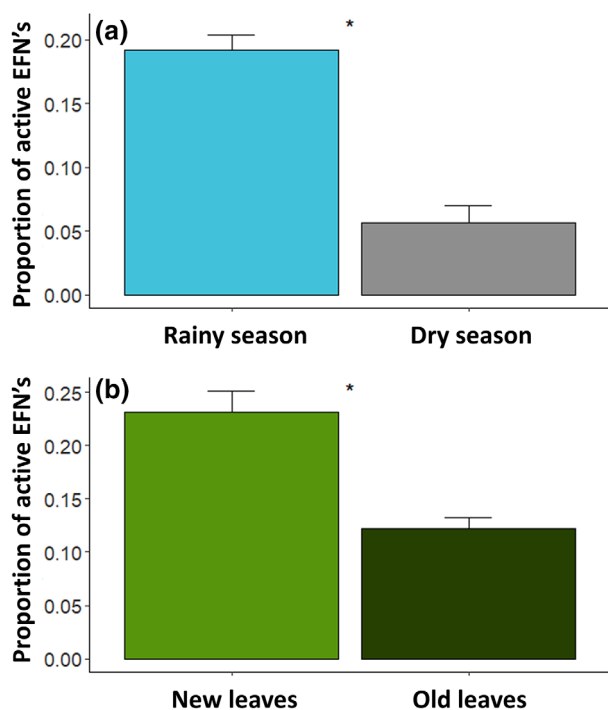 (a)
*
Proportion of active EFN's
0.20
0.15
0.10
0.05
0.00
Rainy season Dry season
(b)
*
Proportion of active EFN's
0.25
0.20
0.15
0.10
0.05
0.00
New leaves Old leaves